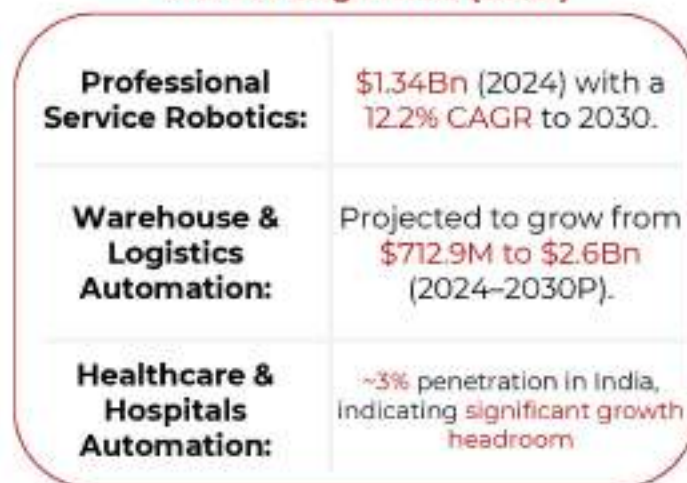 Professional
Service Robotics:
$1.34Bn (2024) with a
12.2% CAGR to 2030.
Warehouse &
Logistics
Automation:
Projected to grow from
$712.9M to $2.6Bn
(2024–2030P).
Healthcare &
Hospitals
Automation:
~3% penetration in India,
indicating significant growth
headroom